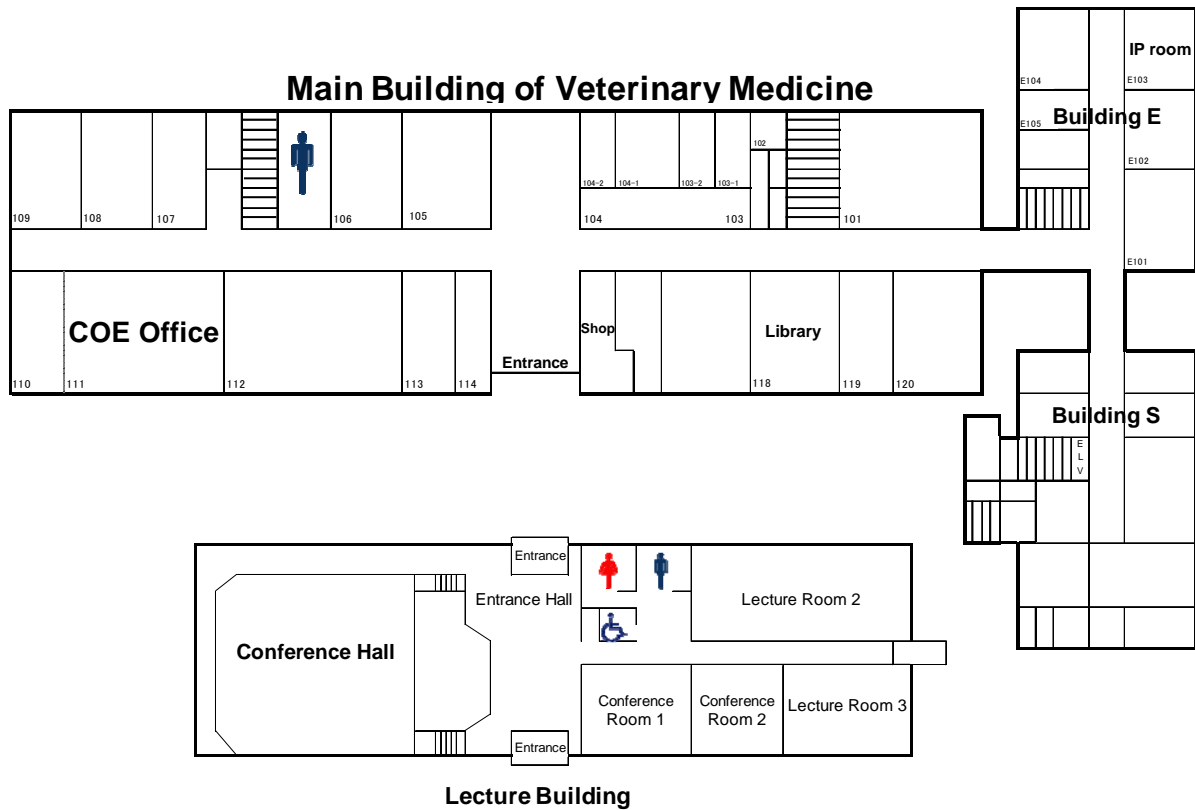 Main Building of Veterinary Medicine
IP room
E104
E103
E105
Building E
E102
E101
102
104-2
104-1
103-2
103-1
109
108
107
106
105
104
103
101
COE Office
Shop
Library
Entrance
110
111
112
113
114
118
119
120
Building S
E
L
V
Entrance
Entrance Hall
Lecture Room 2
Conference Hall
Conference
Room 1
Conference
Room 2
Lecture Room 3
Entrance
Lecture Building